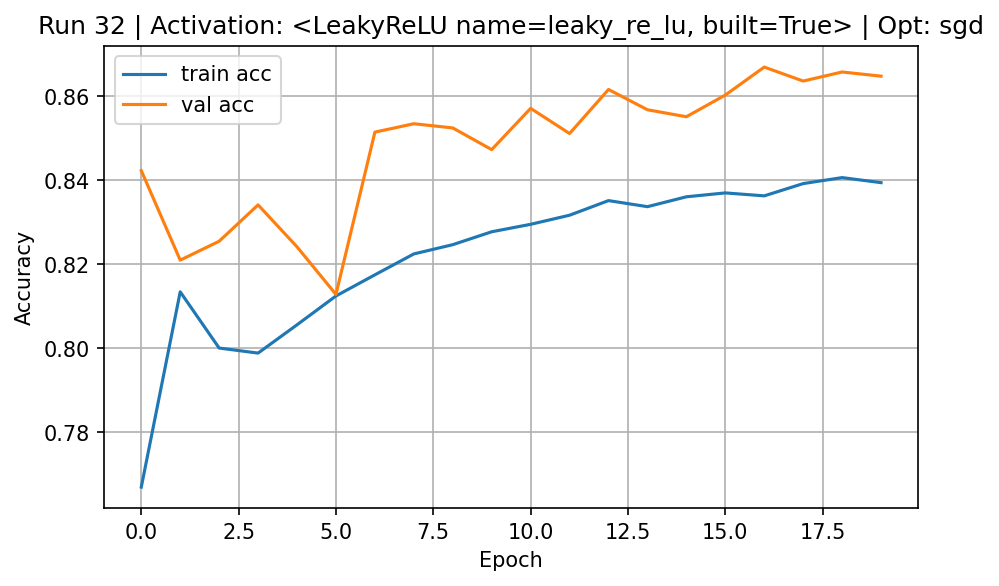 Run 32 | Activation: <LeakyReLU name=leaky_re_lu, built=True> | Opt: sgd
train acc
val acc
0.86
0.84
0.82
0.80
0.78
Accuracy
0.0 2.5 5.0 7.5 10.0 12.5 15.0 17.5
Epoch